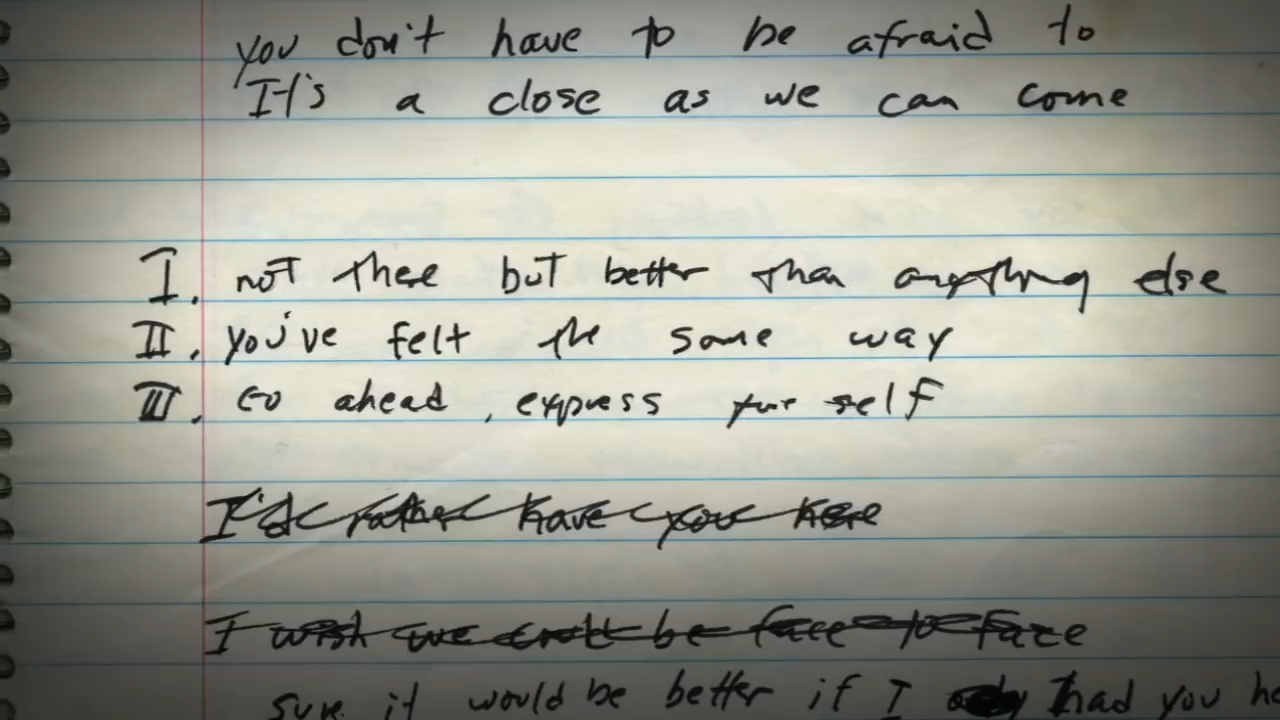 you don't have to be afraid to
It's a close as we can come
I. not there but better than anything else
II. you've felt the same way
III. Go ahead, express your self
I'd rather have you here
I wish we could be face to face
sure it would be better if I had you